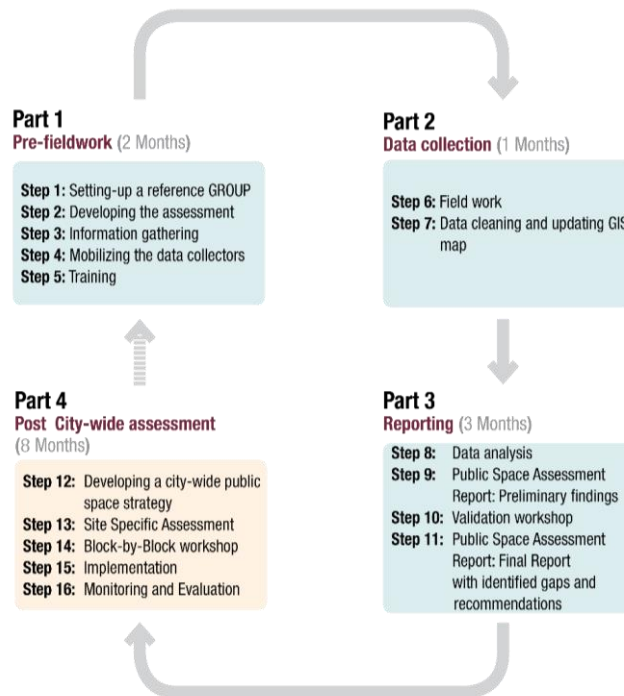 Part 1
Pre-fieldwork (2 Months)
Step 1: Setting-up a reference GROUP
Step 2: Developing the assessment
Step 3: Information gathering
Step 4: Mobilizing the data collectors
Step 5: Training
Part 2
Data collection (1 Months)
Step 6: Field work
Step 7: Data cleaning and updating GIS
map
Part 3
Reporting (3 Months)
Step 8: Data analysis
Step 9: Public Space Assessment
Report: Preliminary findings
Step 10: Validation workshop
Step 11: Public Space Assessment
Report: Final Report
with identified gaps and
recommendations
Part 4
Post City-wide assessment
(8 Months)
Step 12: Developing a city-wide public
space strategy
Step 13: Site Specific Assessment
Step 14: Block-by-Block workshop
Step 15: Implementation
Step 16: Monitoring and Evaluation